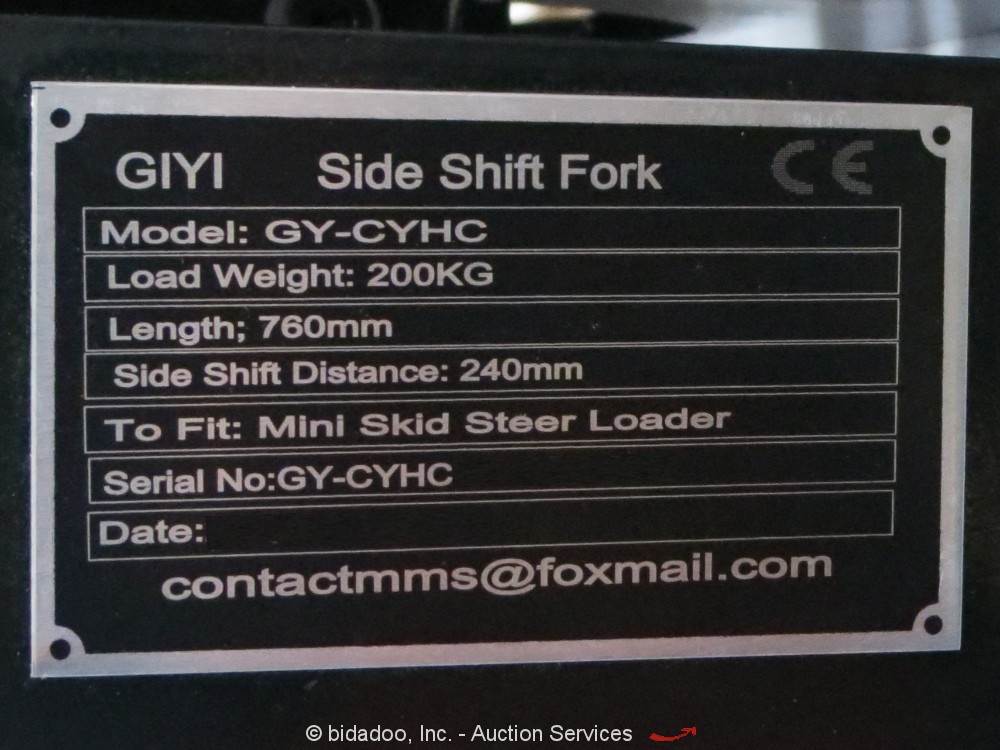 GIYI Side Shift Fork CE
Model: GY-CYHC
Load Weight: 200KG
Length; 760mm
Side Shift Distance: 240mm
To Fit: Mini Skid Steer Loader
Serial No:GY-CYHC
Date:
contactmms@foxmail.com
© bidadoo, Inc. - Auction Services